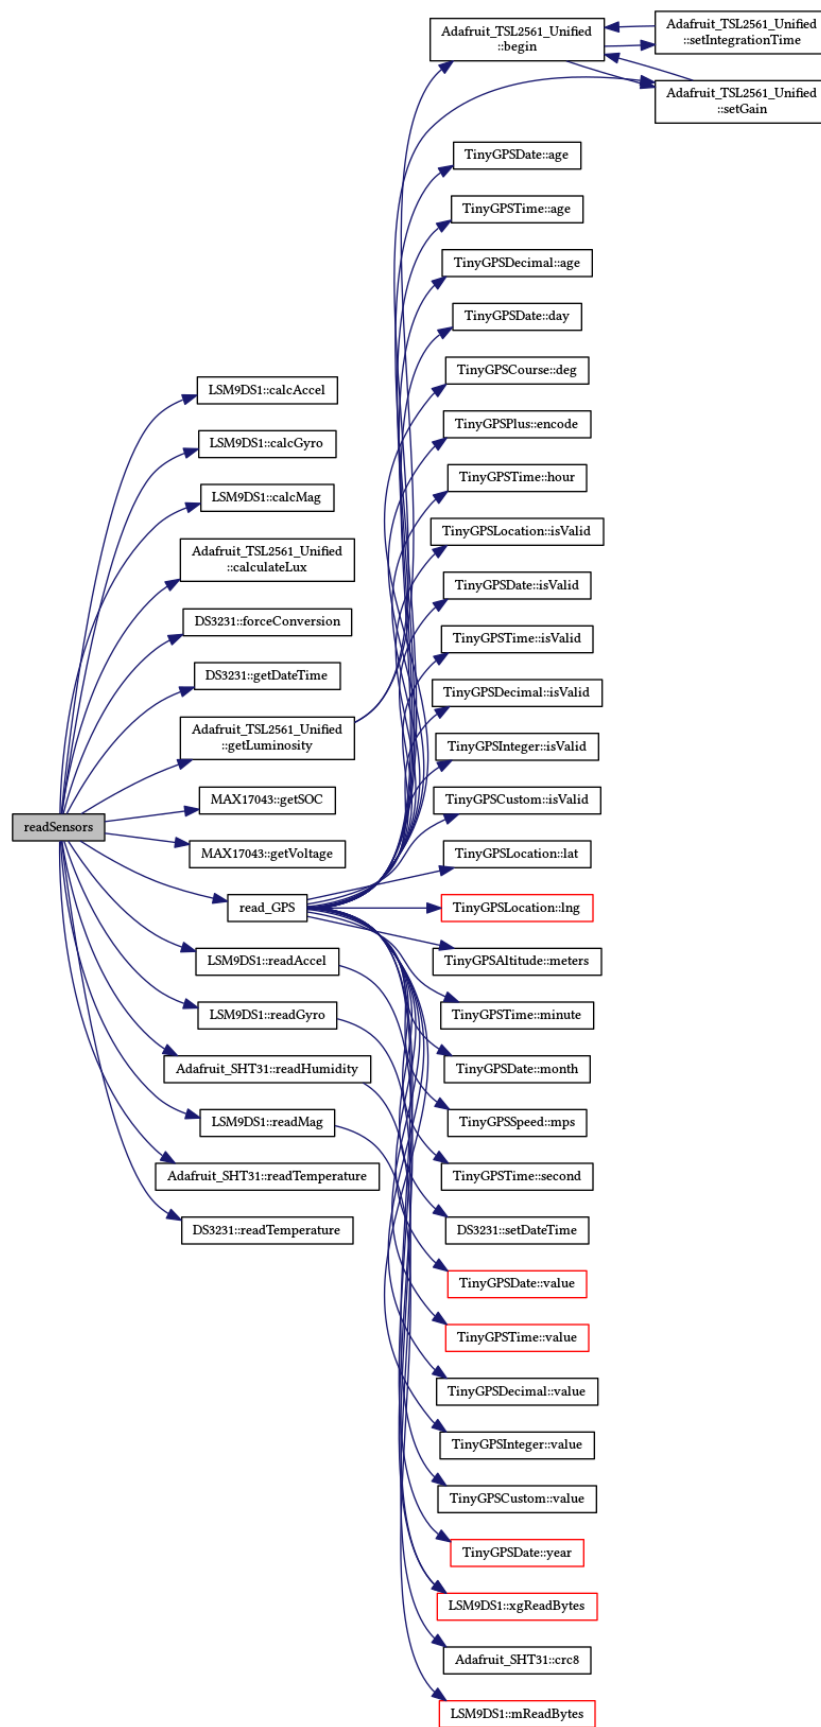 readSensors
LSM9DS1::calcAccel
LSM9DS1::calcGyro
LSM9DS1::calcMag
Adafruit_TSL2561_Unified
::calculateLux
DS3231::forceConversion
DS3231::getDateTime
Adafruit_TSL2561_Unified
::getLuminosity
MAX17043::getSOC
MAX17043::getVoltage
read_GPS
LSM9DS1::readAccel
LSM9DS1::readGyro
Adafruit_SHT31::readHumidity
LSM9DS1::readMag
Adafruit_SHT31::readTemperature
DS3231::readTemperature
Adafruit_TSL2561_Unified
::begin
TinyGPSDate::age
TinyGPSTime::age
TinyGPSDecimal::age
TinyGPSDate::day
TinyGPSCourse::deg
TinyGPSPlus::encode
TinyGPSTime::hour
TinyGPSLocation::isValid
TinyGPSDate::isValid
TinyGPSTime::isValid
TinyGPSDecimal::isValid
TinyGPSInteger::isValid
TinyGPSCustom::isValid
TinyGPSLocation::lat
TinyGPSLocation::lng
TinyGPSAltitude::meters
TinyGPSTime::minute
TinyGPSDate::month
TinyGPSSpeed::mps
TinyGPSTime::second
DS3231::setDateTime
TinyGPSDate::value
TinyGPSTime::value
TinyGPSDecimal::value
TinyGPSInteger::value
TinyGPSCustom::value
TinyGPSDate::year
LSM9DS1::xgReadBytes
Adafruit_SHT31::crc8
LSM9DS1::mReadBytes
Adafruit_TSL2561_Unified
::setIntegrationTime
Adafruit_TSL2561_Unified
::setGain